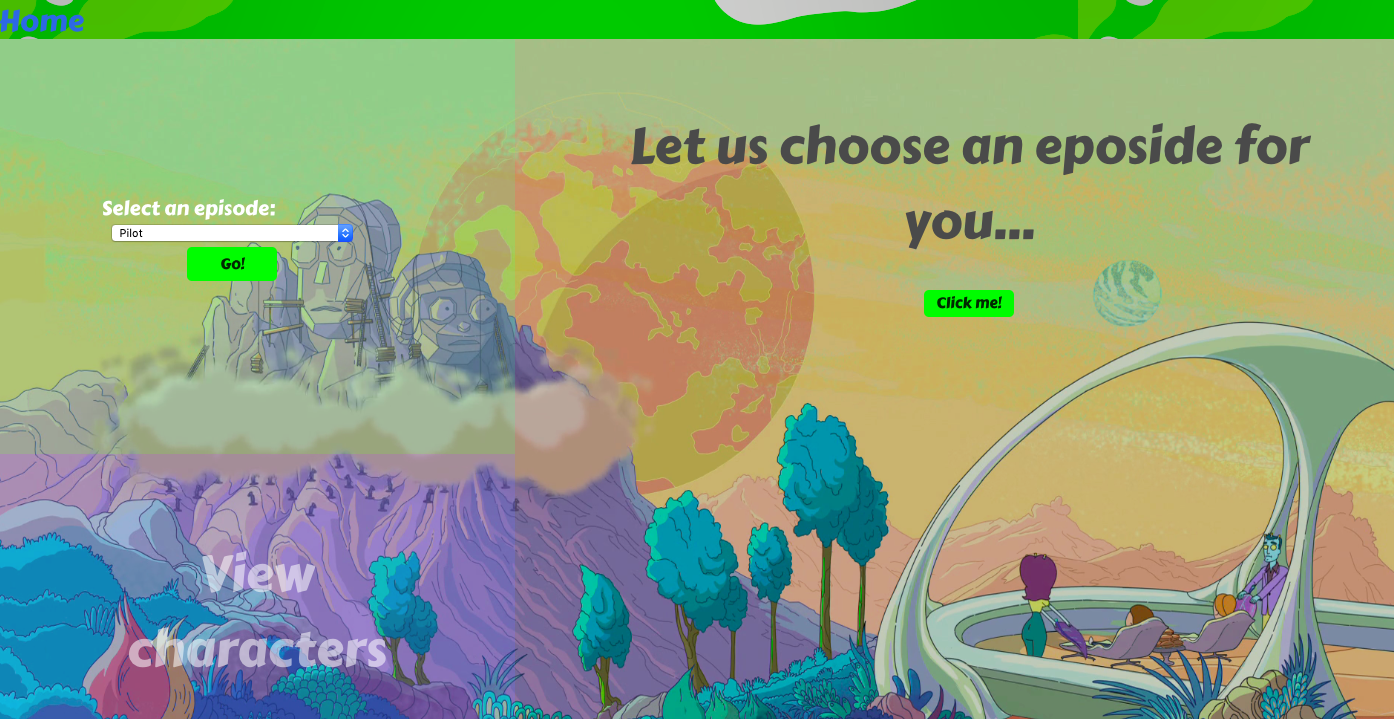 Home
Select an episode:
Pilot
Go!
Let us choose an eposide for
you...
Click me!
View
characters